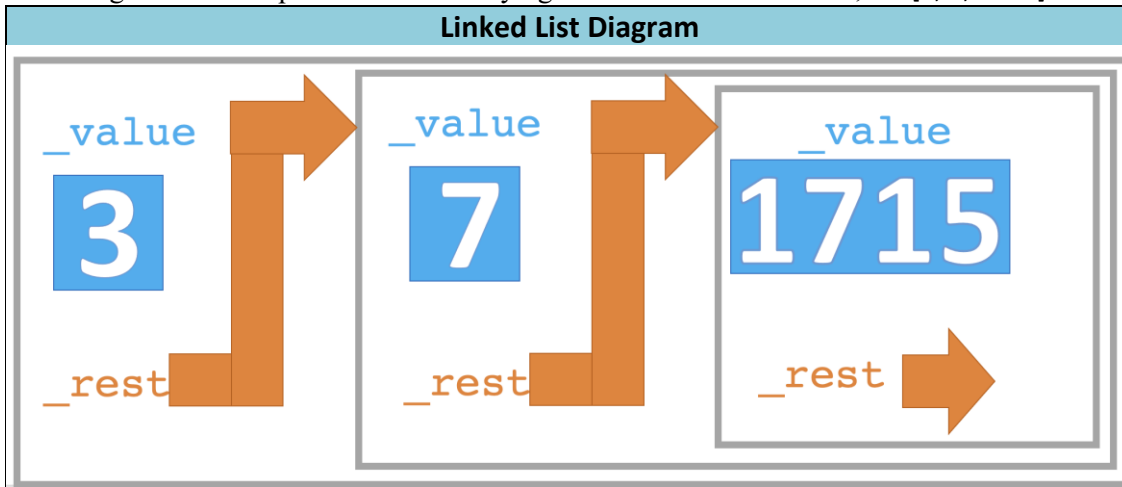 Linked List Diagram
_value _value _value
3 7 1715
_rest _rest _rest